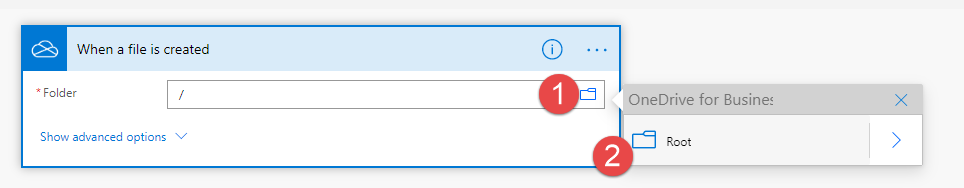 When a file is created
* Folder
/
1
OneDrive for Busines
Show advanced options
2
Root